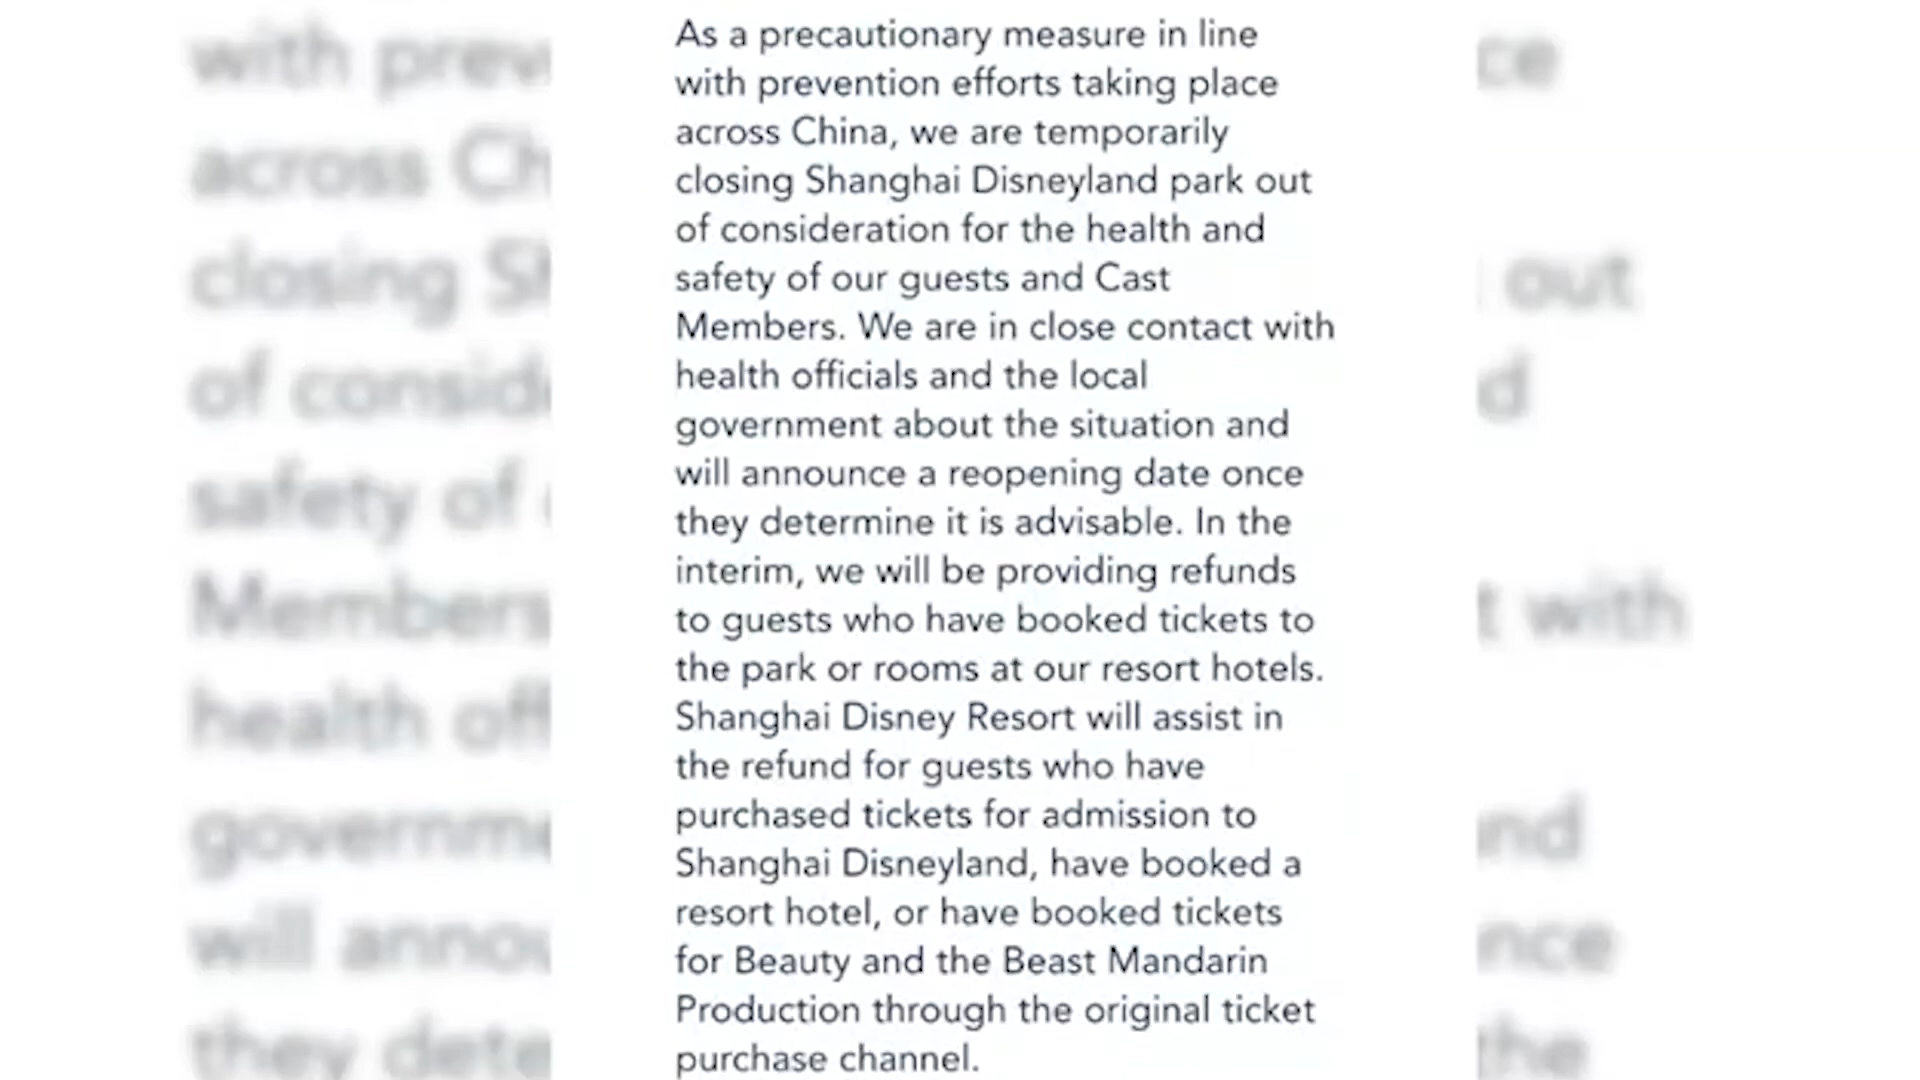 As a precautionary measure in line
with prevention efforts taking place
across China, we are temporarily
closing Shanghai Disneyland park out
of consideration for the health and
safety of our guests and Cast
Members. We are in close contact with
health officials and the local
government about the situation and
will announce a reopening date once
they determine it is advisable. In the
interim, we will be providing refunds
to guests who have booked tickets to
the park or rooms at our resort hotels.
Shanghai Disney Resort will assist in
the refund for guests who have
purchased tickets for admission to
Shanghai Disneyland, have booked a
resort hotel, or have booked tickets
for Beauty and the Beast Mandarin
Production through the original ticket
purchase channel.